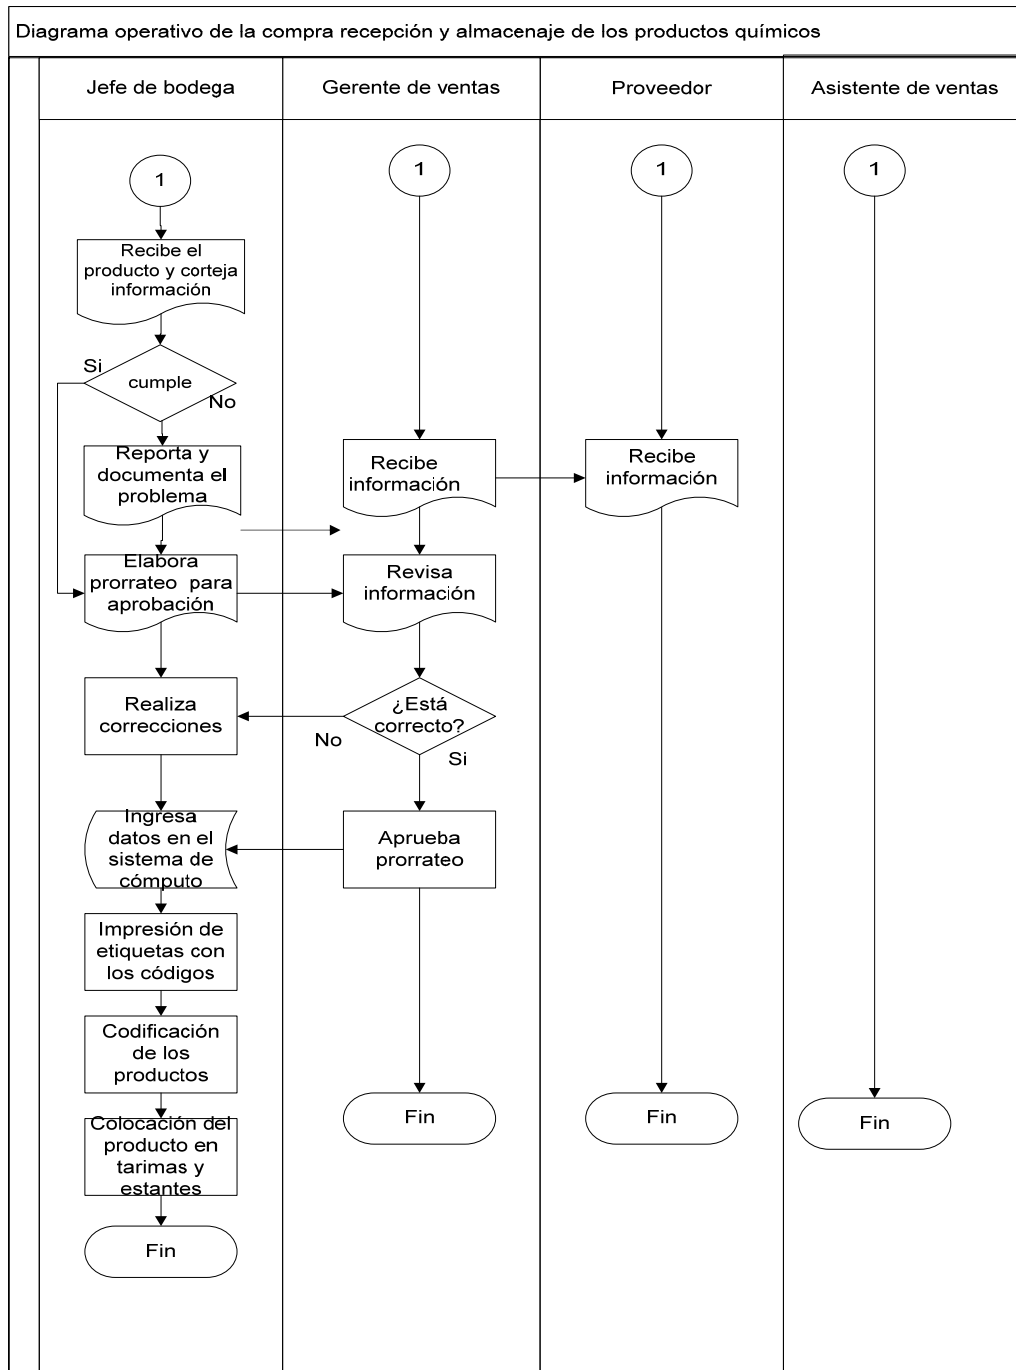 Diagrama operativo de la compra recepción y almacenaje de los productos químicos
Jefe de bodega
Gerente de ventas
Proveedor
Asistente de ventas
1
1
1
1
Recibe el
producto y corteja
información
Si
cumple
No
Reporta y
documenta el
problema
Recibe
información
Recibe
información
Elabora
prorrateo para
aprobación
Revisa
información
Realiza
correcciones
¿Está
correcto?
No
Si
Ingresa
datos en el
sistema de
cómputo
Aprueba
prorrateo
Impresión de
etiquetas con
los códigos
Codificación
de los
productos
Colocación del
producto en
tarimas y
estantes
Fin
Fin
Fin
Fin